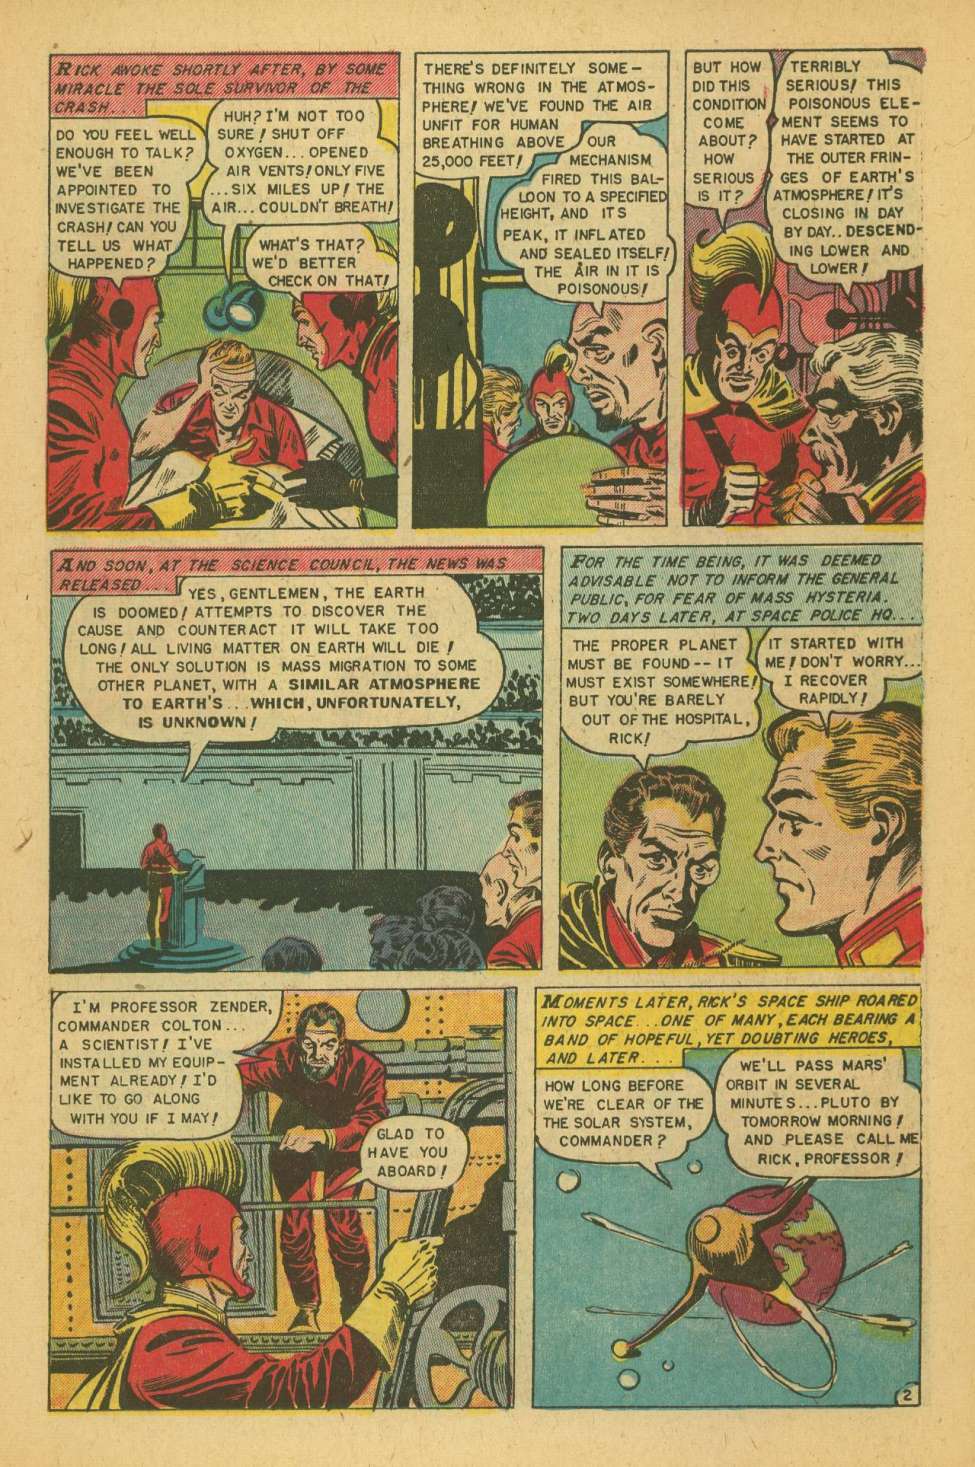 RICK AWOKE SHORTLY AFTER, BY SOME
MIRACLE THE SOLE SURVIVOR OF THE
CRASH...
DO YOU FEEL WELL
ENOUGH TO TALK?
WE'VE BEEN
APPOINTED TO
INVESTIGATE THE
CRASH! CAN YOU
TELL US WHAT
HAPPENED?
HUH? I'M NOT TOO
SURE! SHUT OFF
OXYGEN... OPENED
AIR VENTS! ONLY FIVE
...SIX MILES UP! THE
AIR... COULDN'T BREATH!
WHAT'S THAT?
WE'D BETTER
CHECK ON THAT!
THERE'S DEFINITELY SOME-
THING WRONG IN THE ATMOS-
PHERE! WE'VE FOUND THE AIR
UNFIT FOR HUMAN
BREATHING ABOVE
25,000 FEET!
OUR
MECHANISM
FIRED THIS BAL-
LOON TO A SPECIFIED
HEIGHT, AND ITS
PEAK, IT INFLATED
AND SEALED ITSELF!
THE AIR IN IT IS
POISONOUS!
BUT HOW
DID THIS
CONDITION
COME
ABOUT?
HOW
SERIOUS
IS IT?
TERRIBLY
SERIOUS! THIS
POISONOUS ELE-
MENT SEEMS TO
HAVE STARTED AT
THE OUTER FRIN-
GES OF EARTH'S
ATMOSPHERE! IT'S
CLOSING IN DAY
BY DAY.. DESCEND-
ING LOWER AND
LOWER!
AND SOON, AT THE SCIENCE COUNCIL, THE NEWS WAS
RELEASED...
YES, GENTLEMEN, THE EARTH
IS DOOMED! ATTEMPTS TO DISCOVER THE
CAUSE AND COUNTERACT IT WILL TAKE TOO
LONG! ALL LIVING MATTER ON EARTH WILL DIE!
THE ONLY SOLUTION IS MASS MIGRATION TO SOME
OTHER PLANET, WITH A SIMILAR ATMOSPHERE
TO EARTH'S... WHICH, UNFORTUNATELY,
IS UNKNOWN!
FOR THE TIME BEING, IT WAS DEEMED
ADVISABLE NOT TO INFORM THE GENERAL
PUBLIC, FOR FEAR OF MASS HYSTERIA.
TWO DAYS LATER, AT SPACE POLICE HQ...
THE PROPER PLANET
MUST BE FOUND -- IT
MUST EXIST SOMEWHERE!
BUT YOU'RE BARELY
OUT OF THE HOSPITAL,
RICK!
IT STARTED WITH
ME! DON'T WORRY...
I RECOVER
RAPIDLY!
I'M PROFESSOR ZENDER,
COMMANDER COLTON...
A SCIENTIST! I'VE
INSTALLED MY EQUIP-
MENT ALREADY! I'D
LIKE TO GO ALONG
WITH YOU IF I MAY!
GLAD TO
HAVE YOU
ABOARD!
MOMENTS LATER, RICK'S SPACE SHIP ROARED
INTO SPACE... ONE OF MANY, EACH BEARING A
BAND OF HOPEFUL, YET DOUBTING HEROES,
AND LATER...
HOW LONG BEFORE
WE'RE CLEAR OF THE
THE SOLAR SYSTEM,
COMMANDER?
WE'LL PASS MARS'
ORBIT IN SEVERAL
MINUTES... PLUTO BY
TOMORROW MORNING!
AND PLEASE CALL ME
RICK, PROFESSOR!
2